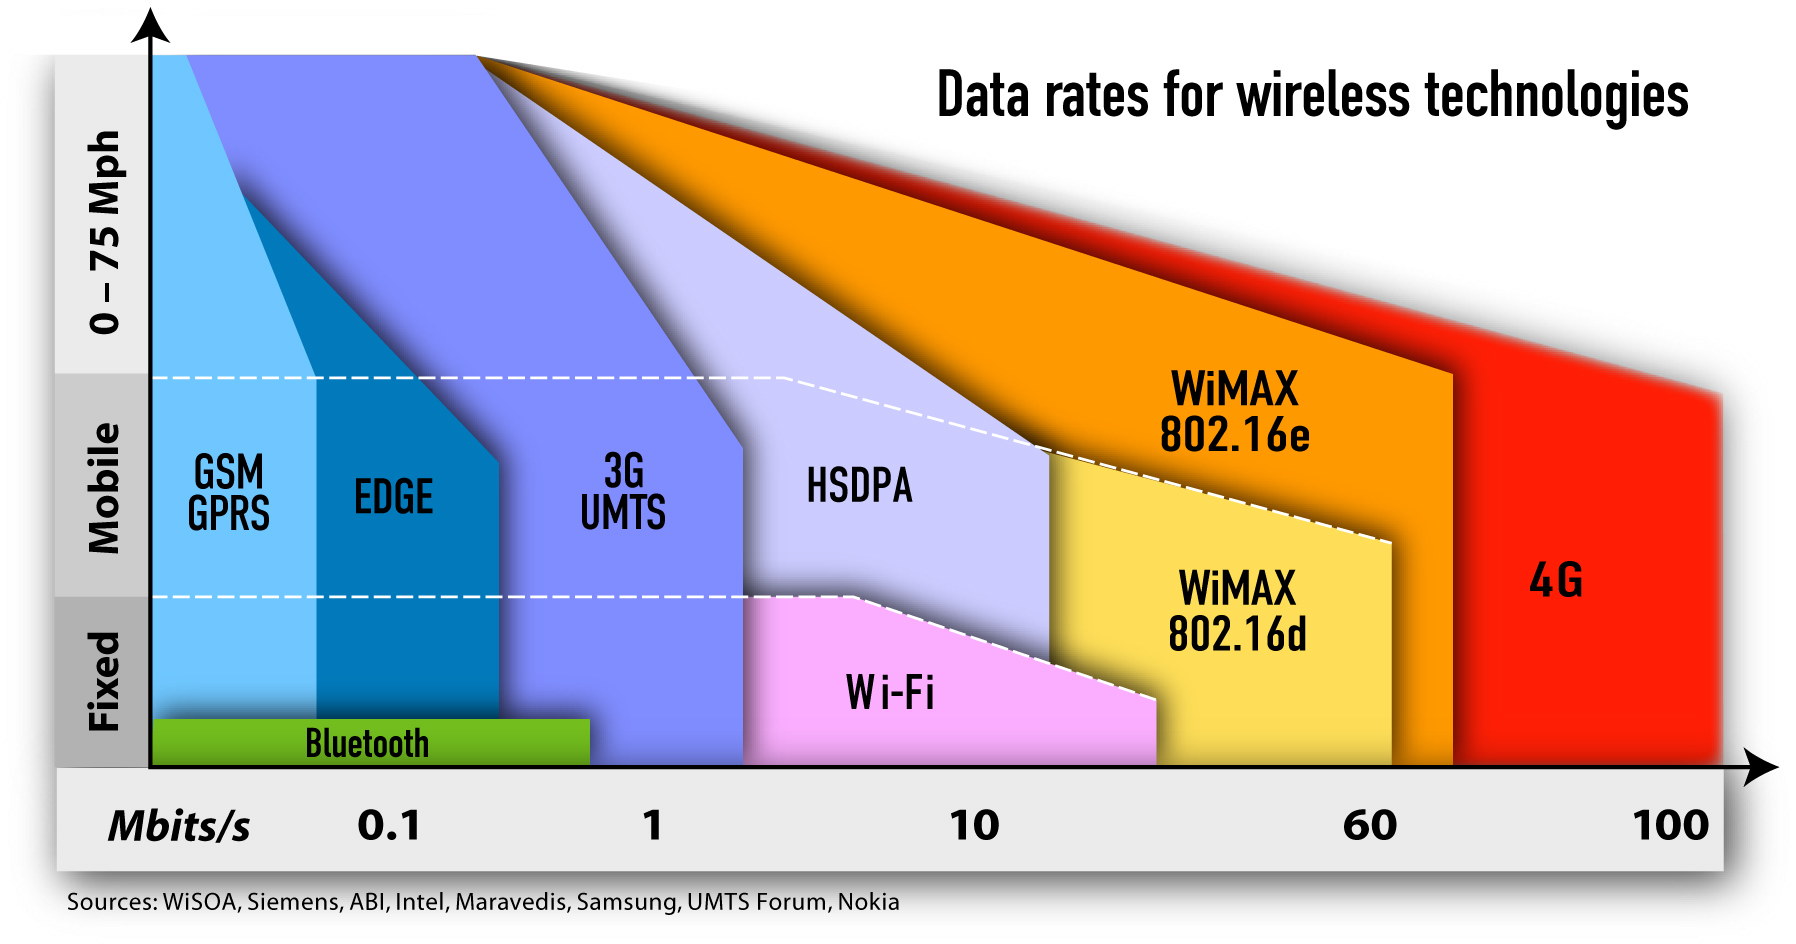 Data rates for wireless technologies
0 – 75 Mph
Mobile
Fixed
GSM
GPRS
EDGE
3G
UMTS
HSDPA
WiMAX
802.16e
WiMAX
802.16d
4G
Wi-Fi
Bluetooth
Mbits/s 0.1 1 10 60 100
Sources: WiSOA, Siemens, ABI, Intel, Maravedis, Samsung, UMTS Forum, Nokia